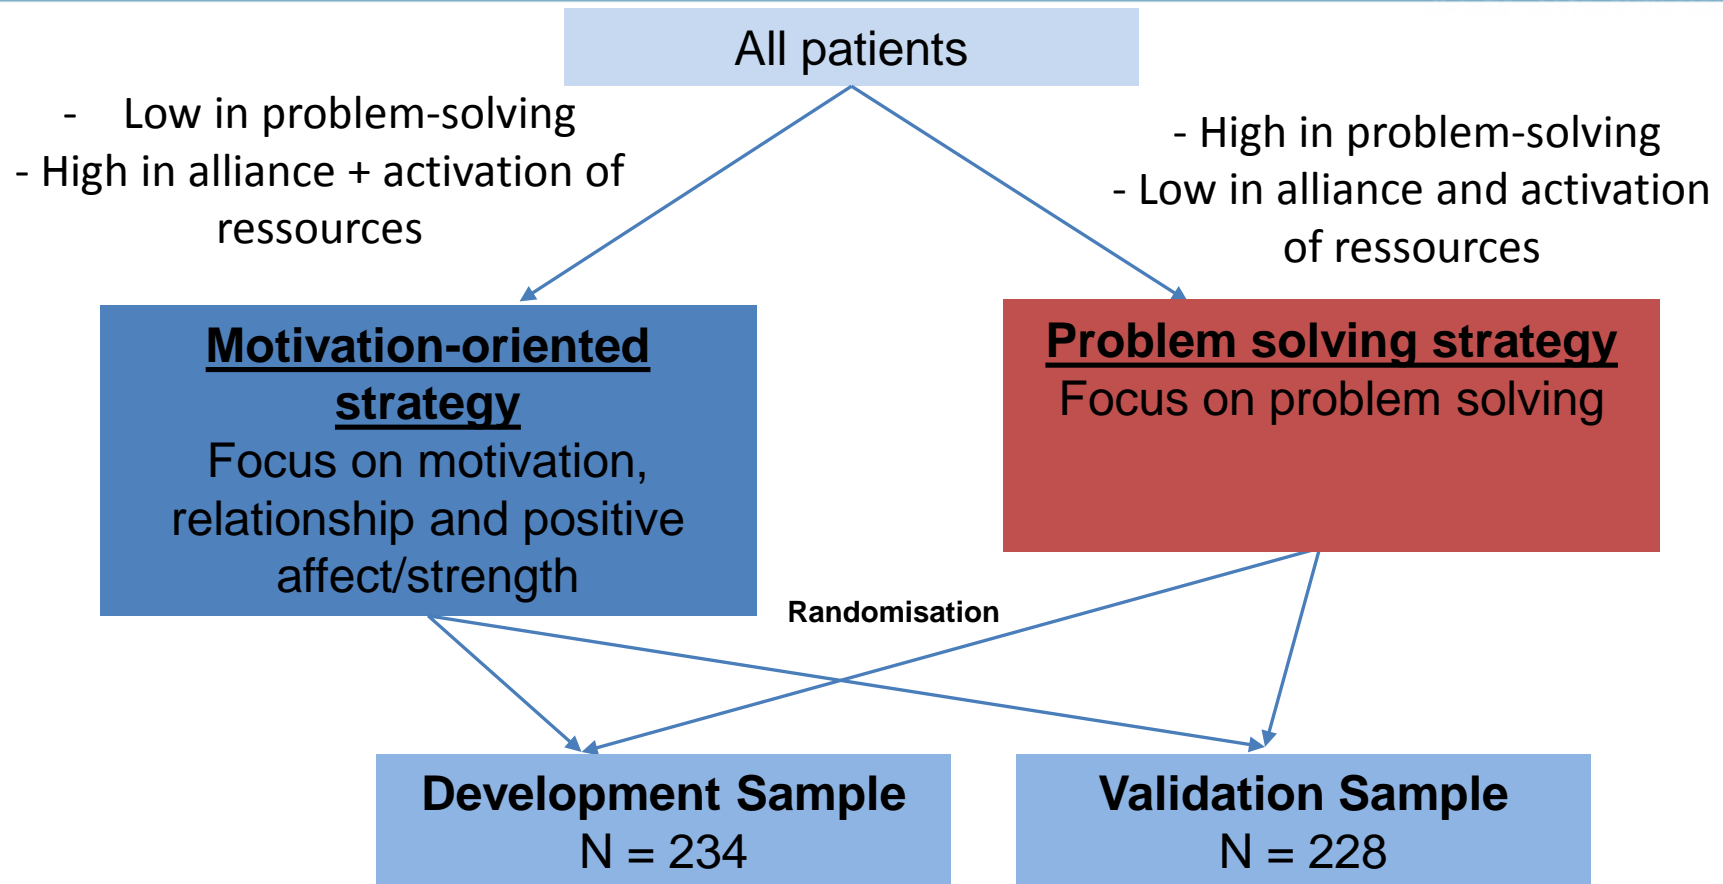 All patients
- Low in problem-solving
- High in alliance + activation of
ressources
- High in problem-solving
- Low in alliance and activation
of ressources
Motivation-oriented
strategy
Focus on motivation,
relationship and positive
affect/strength
Problem solving strategy
Focus on problem solving
Randomisation
Development Sample
N = 234
Validation Sample
N = 228